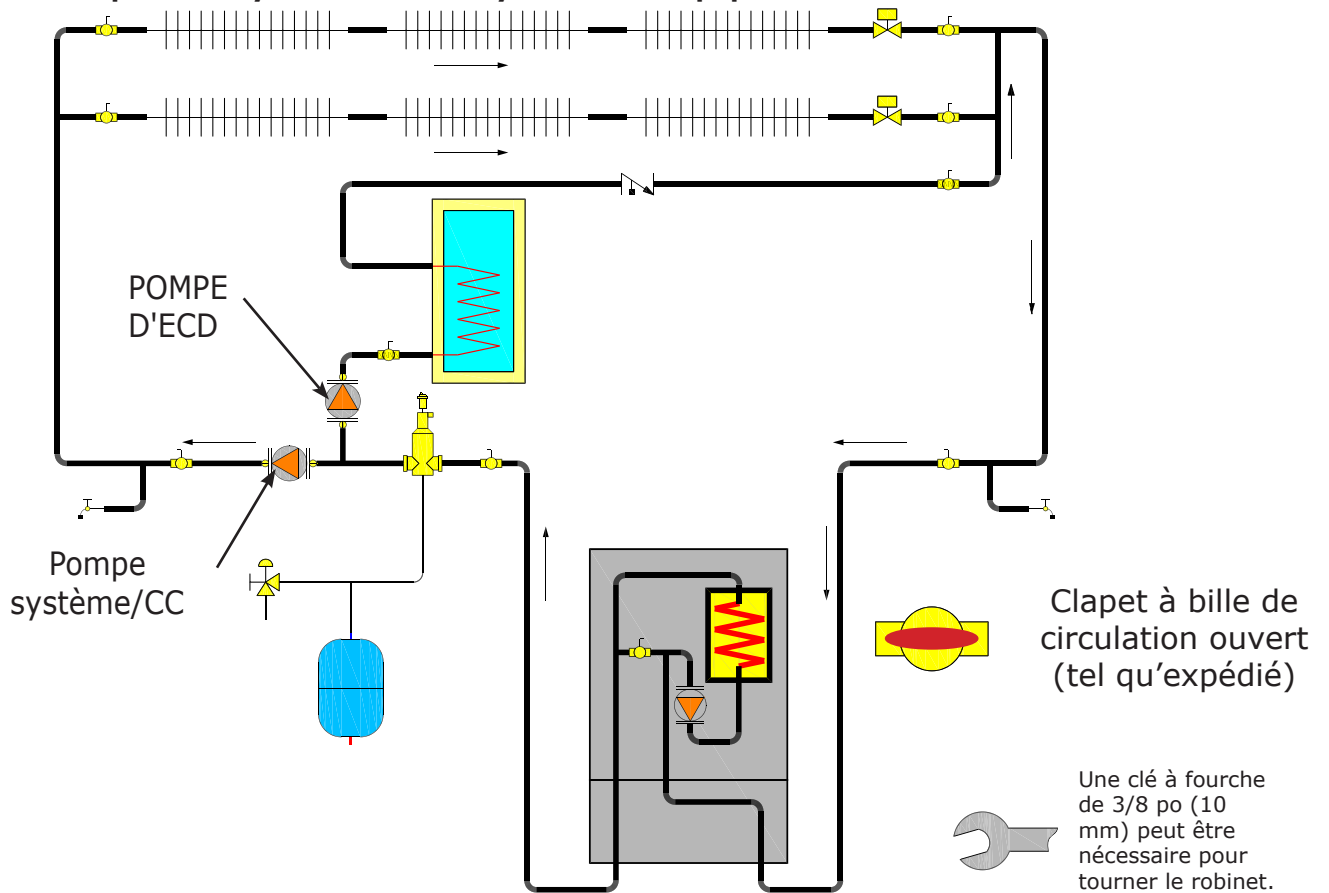 POMPE
D'ECD
Pompe
système/CC
Clapet à bille de
circulation ouvert
(tel qu’expédié)
Une clé à fourche
de 3/8 po (10
mm) peut être
nécessaire pour
tourner le robinet.